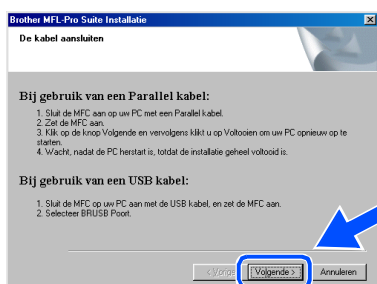 Brother MFL-Pro Suite Installatie
De kabel aansluiten
Bij gebruik van een Parallel kabel:
1. Sluit de MFC aan op uw PC met een Parallel kabel.
2. Zet de MFC aan.
3. Klik op de knop Volgende en vervolgens klikt u op Voltooien om uw PC opnieuw op te
starten.
4. Wacht, nadat de PC herstart is, totdat de installatie geheel voltooid is.
Bij gebruik van een USB kabel:
1. Sluit de MFC op uw PC aan met de USB kabel, en zet de MFC aan.
2. Selecteer BRUSB Poort.
< Vorige Volgende > Annuleren